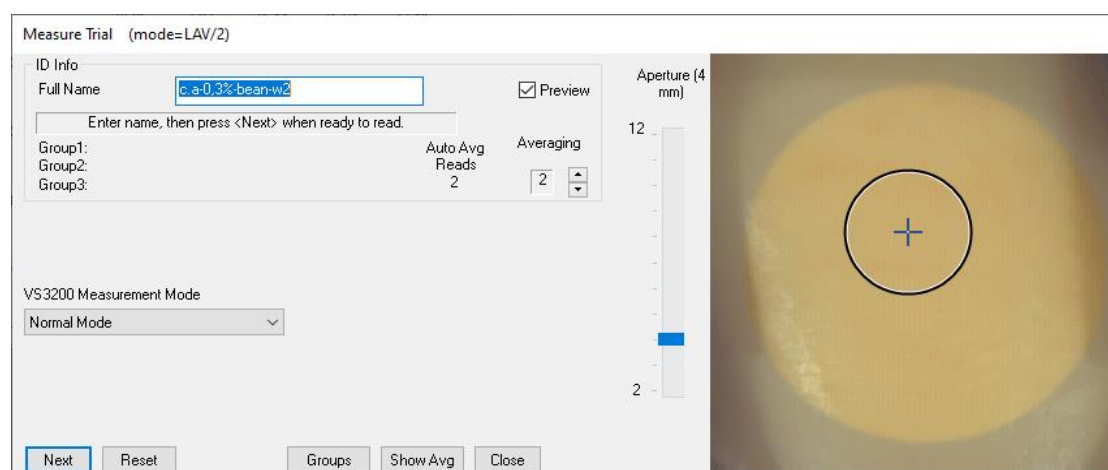 Measure Trial (mode=LAV/2)
ID Info
Full Name c.a-0,3%-bean-w2 Preview
Enter name, then press <Next> when ready to read.
Group1:
Group2:
Group3:
Auto Avg
Reads
2
Averaging
2
VS3200 Measurement Mode
Normal Mode
Aperture (4
mm)
12
2
Next Reset Groups Show Avg Close